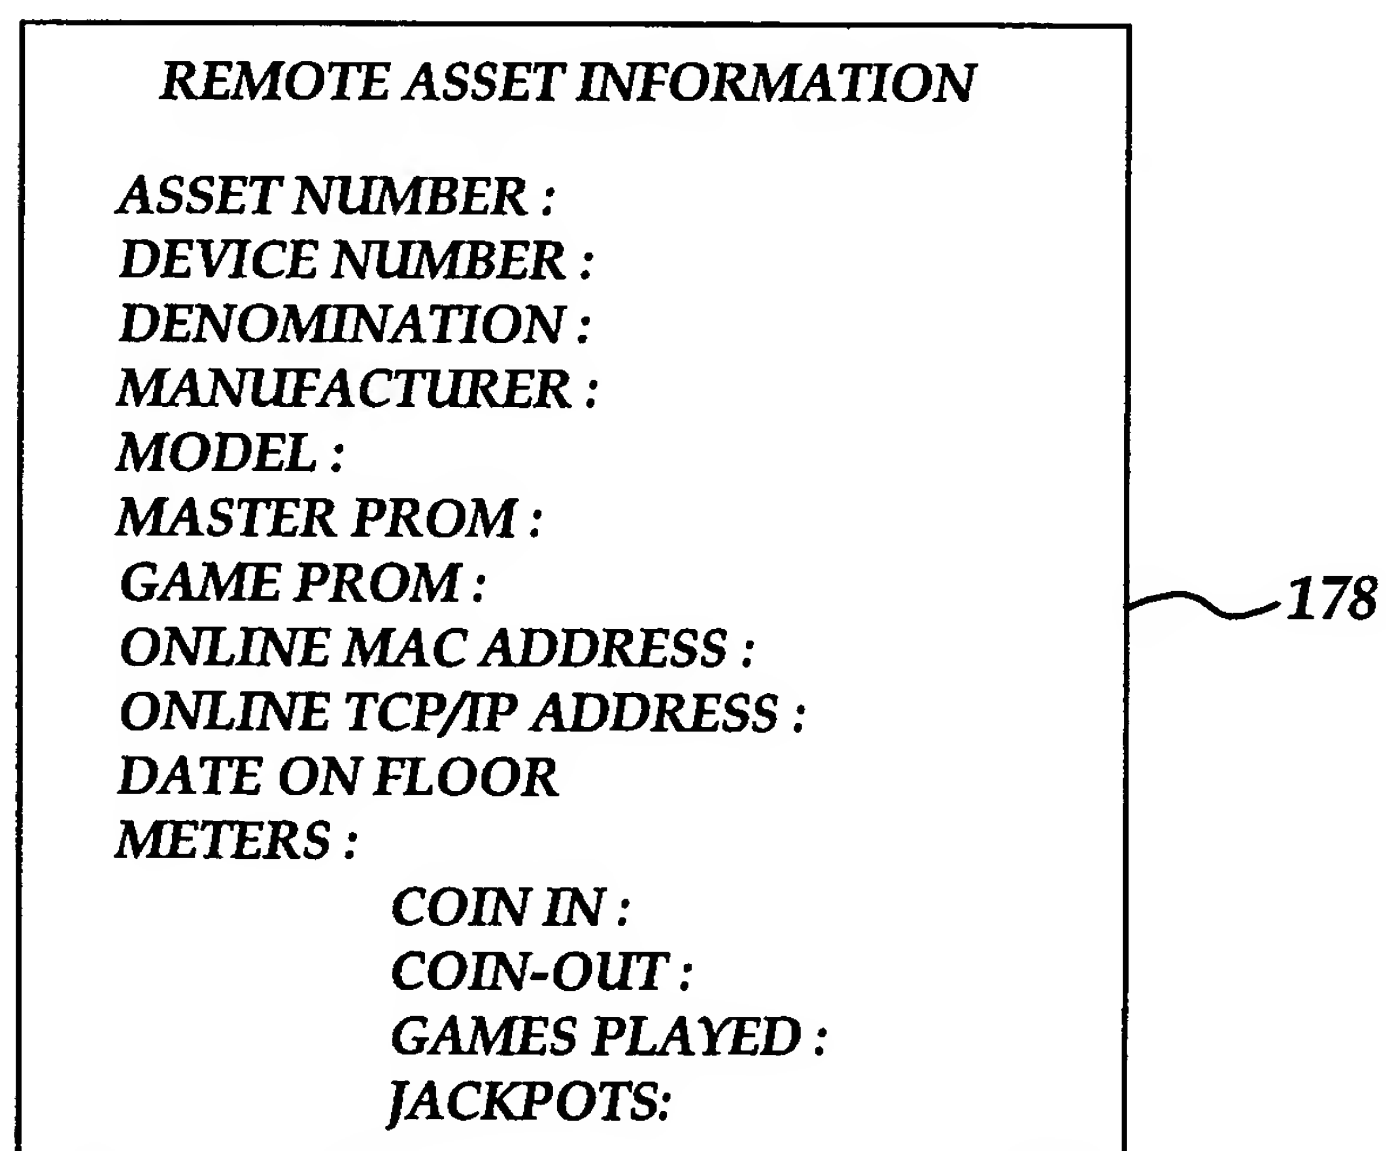 REMOTE ASSET INFORMATION
ASSET NUMBER :
DEVICE NUMBER :
DENOMINATION :
MANUFACTURER :
MODEL :
MASTER PROM :
GAME PROM :
178
ONLINE MAC ADDRESS :
ONLINE TCP/IP ADDRESS :
DATE ON FLOOR
METERS :
COIN IN :
COIN-OUT :
GAMES PLAYED :
JACKPOTS: